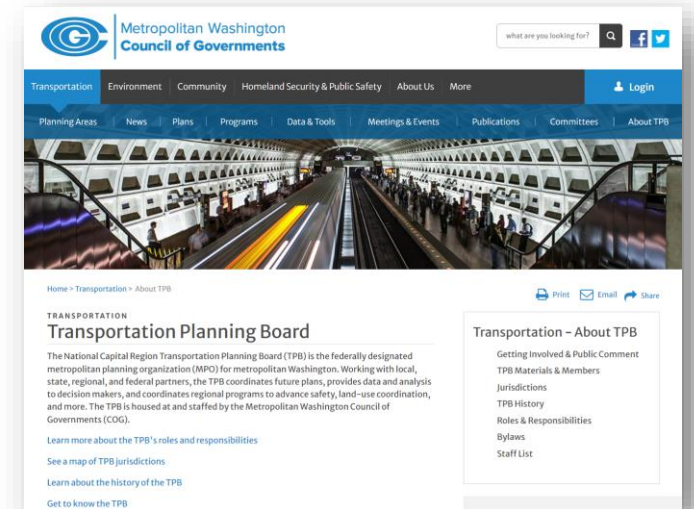 Metropolitan Washington
Council of Governments
what are you looking for?
Transportation Environment Community Homeland Security & Public Safety About Us More Login
Planning Areas News Plans Programs Data & Tools Meetings & Events Publications Committees About TPB
Home > Transportation > About TPB
Print Email Share
TRANSPORTATION
Transportation Planning Board
The National Capital Region Transportation Planning Board (TPB) is the federally designated
metropolitan planning organization (MPO) for metropolitan Washington. Working with local,
state, regional, and federal partners, the TPB coordinates future plans, provides data and analysis
to decision makers, and coordinates regional programs to advance safety, land-use coordination,
and more. The TPB is housed at and staffed by the Metropolitan Washington Council of
Governments (COG).
Learn more about the TPB's roles and responsibilities
See a map of TPB jurisdictions
Learn about the history of the TPB
Get to know the TPB
Transportation – About TPB
Getting Involved & Public Comment
TPB Materials & Members
Jurisdictions
TPB History
Roles & Responsibilities
Bylaws
Staff List